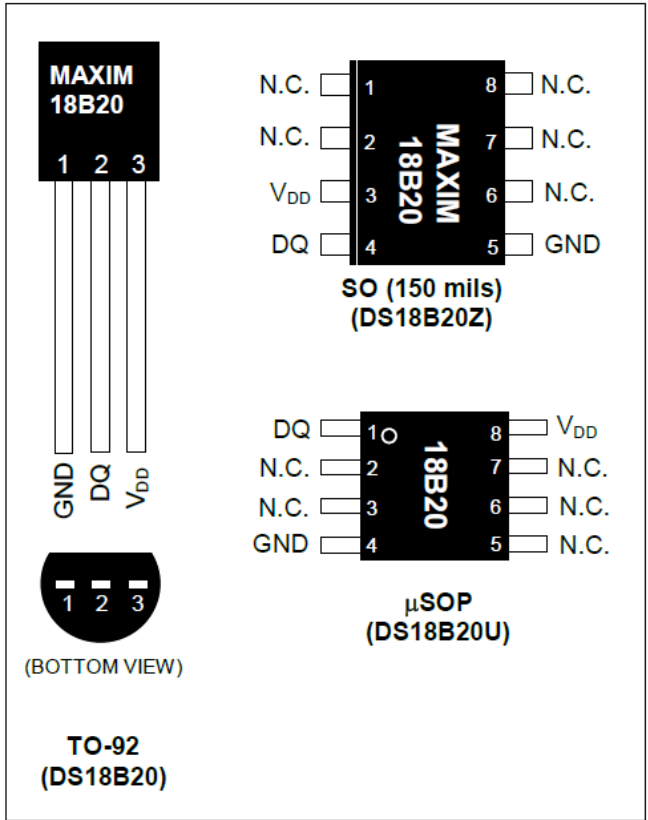 MAXIM
18B20
1 2 3
GND DQ VDD
1 2 3
(BOTTOM VIEW)
TO-92
(DS18B20)
N.C. 1 8 N.C.
N.C. 2 7 N.C.
VDD 3 6 N.C.
DQ 4 5 GND
MAXIM
18B20
SO (150 mils)
(DS18B20Z)
DQ 1 8 VDD
N.C. 2 7 N.C.
N.C. 3 6 N.C.
GND 4 5 N.C.
18B20
µSOP
(DS18B20U)